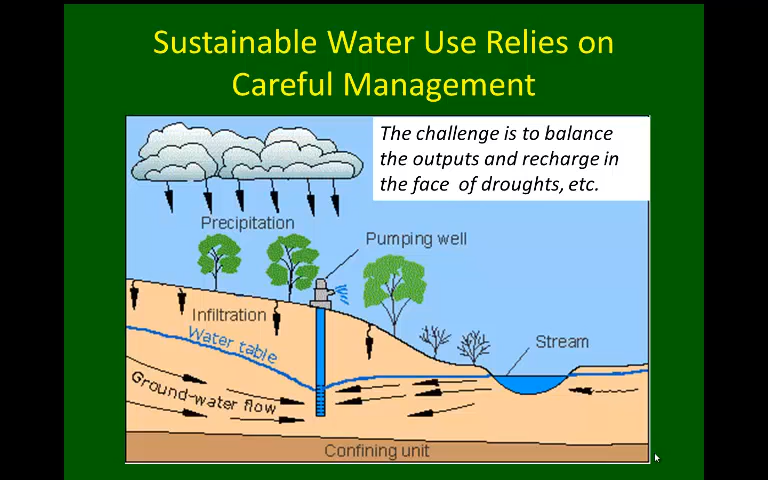 Sustainable Water Use Relies on
Careful Management
The challenge is to balance
the outputs and recharge in
the face of droughts, etc.
Precipitation
Pumping well
Infiltration
Water table
Stream
Ground-water flow
Confining unit